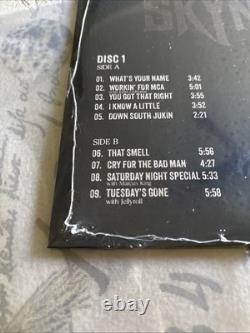 DISC 1
SIDE A
01. WHAT'S YOUR NAME 3:42
02. WORKIN' FOR MCA 5:01
03. YOU GOT THAT RIGHT 3:55
04. I KNOW A LITTLE 3:52
05. DOWN SOUTH JUKIN 2:21
SIDE B
06. THAT SMELL 5:56
07. CRY FOR THE BAD MAN 4:27
08. SATURDAY NIGHT SPECIAL 5:33
with Marcus King
09. TUESDAY'S GONE 5:58
with Jellyroll